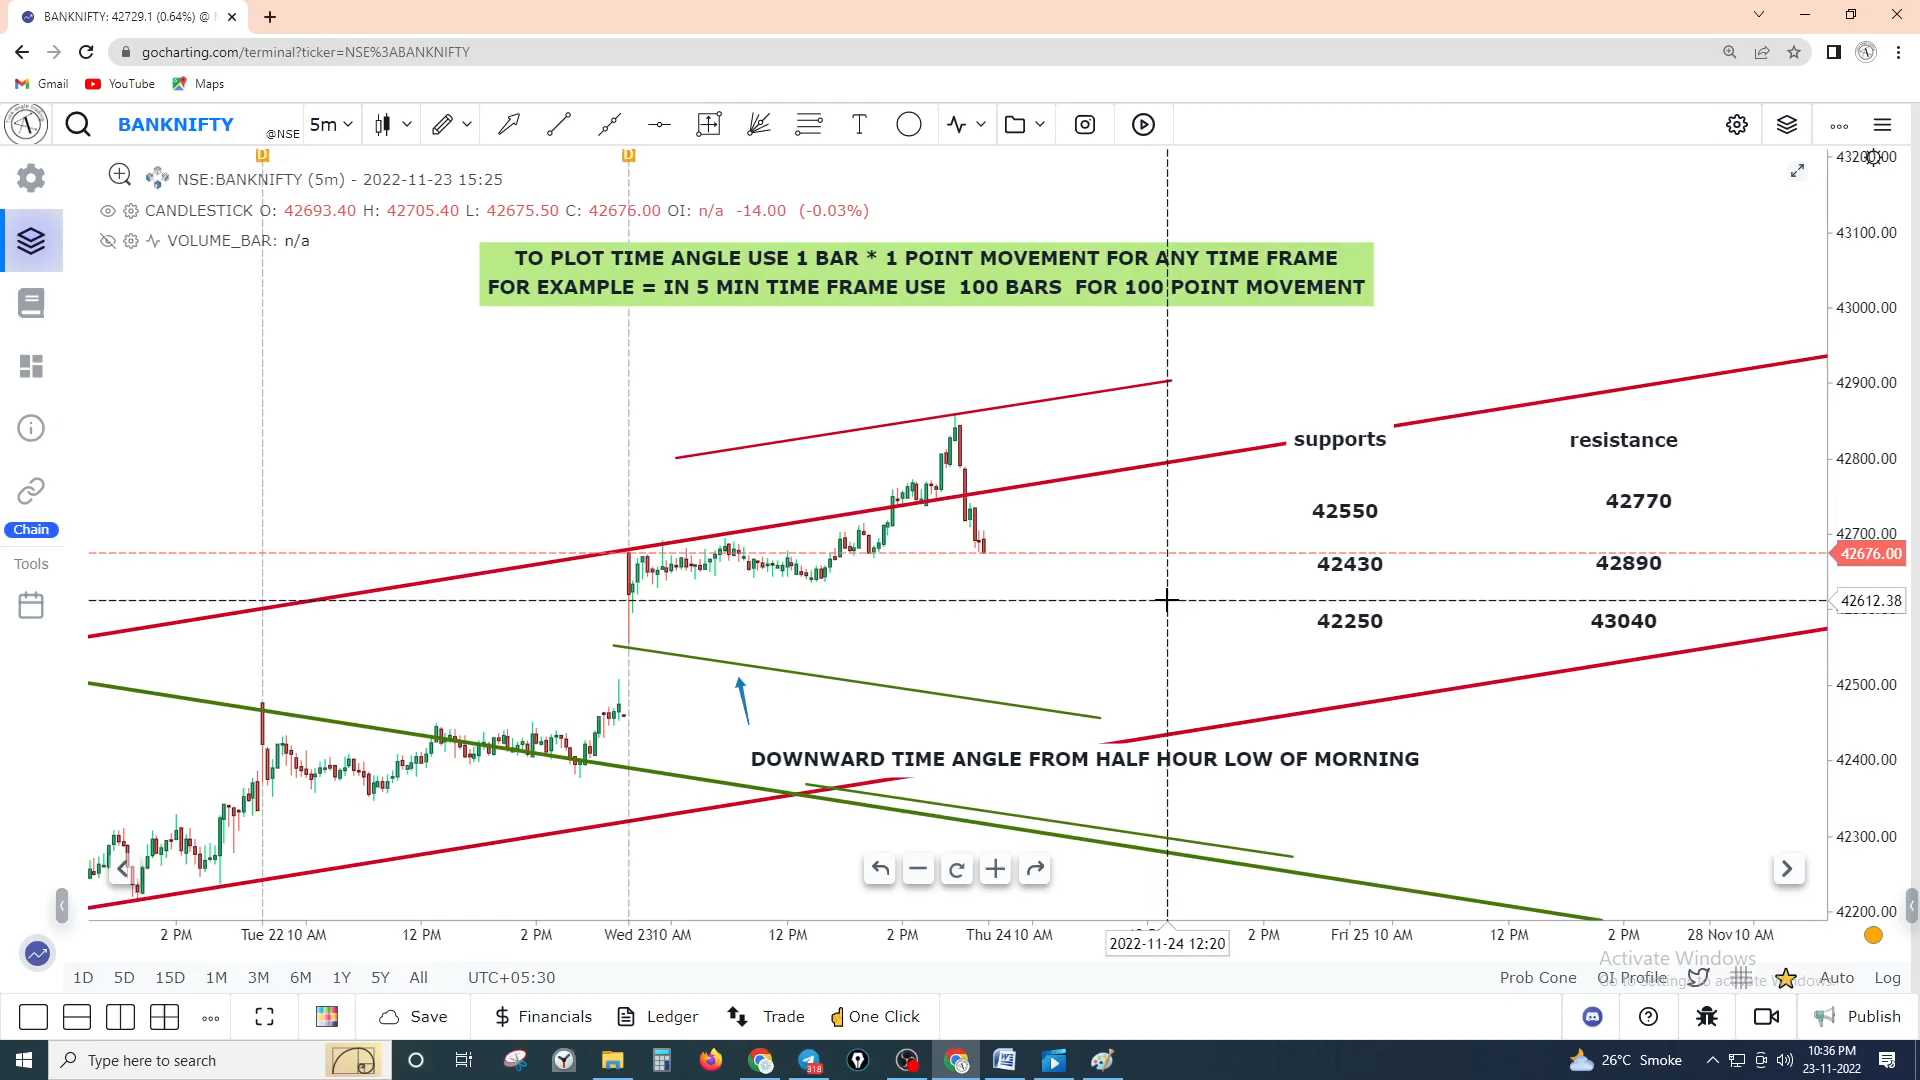 BANKNIFTY: 42729.1 (0.64%) @
gocharting.com/terminal?ticker=NSE%3ABANKNIFTY
Gmail YouTube Maps
BANKNIFTY @NSE 5m
D D
NSE:BANKNIFTY (5m) - 2022-11-23 15:25
CANDLESTICK O: 42693.40 H: 42705.40 L: 42675.50 C: 42676.00 OI: n/a -14.00 (-0.03%)
VOLUME_BAR: n/a
TO PLOT TIME ANGLE USE 1 BAR * 1 POINT MOVEMENT FOR ANY TIME FRAME
FOR EXAMPLE = IN 5 MIN TIME FRAME USE 100 BARS FOR 100 POINT MOVEMENT
43100.00
43000.00
42900.00
supports resistance
42800.00
42550 42770
42700.00
42676.00
42430 42890
42612.38
42250 43040
42500.00
DOWNWARD TIME ANGLE FROM HALF HOUR LOW OF MORNING
42400.00
42300.00
42200.00
Chain
Tools
2 PM Tue 22 10 AM 12 PM 2 PM Wed 23 10 AM 12 PM 2 PM Thu 24 10 AM 2 PM Fri 25 10 AM 12 PM 2 PM 28 Nov 10 AM
2022-11-24 12:20
Activate Windows
1D 5D 15D 1M 3M 6M 1Y 5Y All UTC+05:30 Prob Cone OI Profile Auto Log
Go to Settings to activate Windows.
Save Financials Ledger Trade One Click Publish
Type here to search
318
26°C Smoke
10:36 PM
23-11-2022